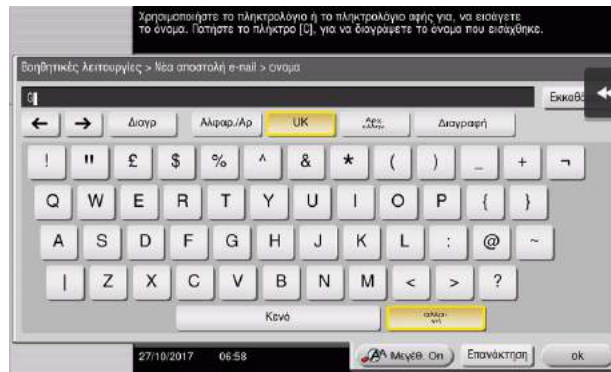 Χρησιμοποιήστε το πληκτρολόγιο ή το πληκτρολόγιο αφής για, να εισάγετε
το όνομα. Πατήστε το πλήκτρο [C], για να διαγράψετε το όνομα που εισάχθηκε.
Βοηθητικές λειτουργίες > Νέα αποστολή e-mail > ονομα
G
← → Διαγρ Αλφαρ./Αρ UK Διαγραφή
! " £ $ % ^ & * ( ) _ + ¬
Q W E R T Y U I O P { }
A S D F G H J K L : @ ~
| Z X C V B N M < > ?
Κενό
27/10/2017 06:58 Μεγέθ. On Επανάκτηση ok